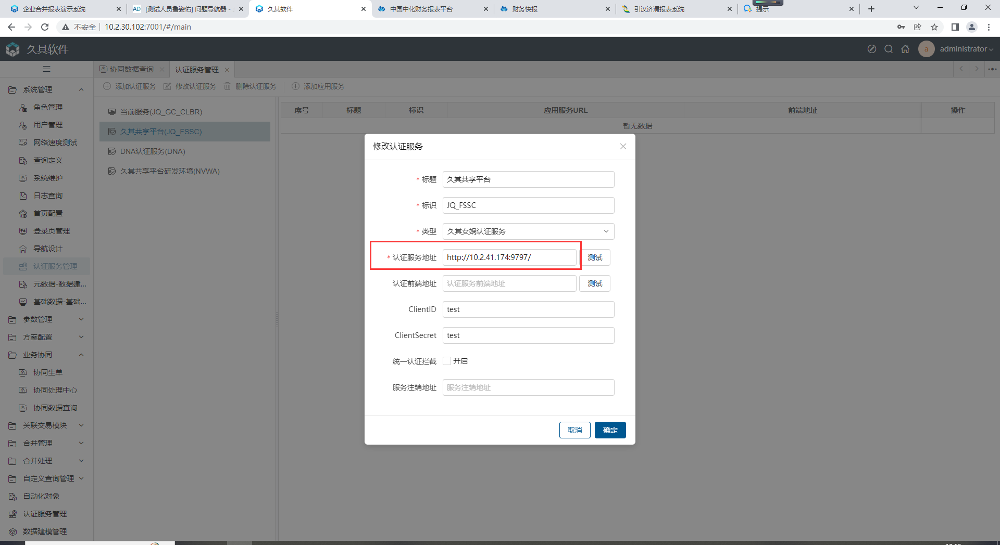 企业合并报表演示系统
AD [测试人员鲁姿佑] 问题导航器 -
久其软件
中国中化财务报表平台
财务快报
引汉济渭报表系统
提示
不安全 10.2.30.102:7001/#/main
久其软件
a administrator
协同数据查询
认证服务管理
添加认证服务 修改认证服务 删除认证服务 添加应用服务
系统管理
角色管理
用户管理
网络速度测试
查询定义
系统维护
日志查询
首页配置
登录页管理
导航设计
认证服务管理
元数据-数据建...
基础数据-基础...
参数管理
方案配置
业务协同
协同生单
协同处理中心
协同数据查询
关联交易模块
合并管理
合并处理
自定义查询管理
自动化对象
认证服务管理
数据建模管理
当前服务(JQ_GC_CLBR)
久其共享平台(JQ_FSSC)
DNA认证服务(DNA)
久其共享平台研发环境(NVWA)
序号 标题 标识 应用服务URL 前端地址 操作
暂无数据
修改认证服务
* 标题 久其共享平台
* 标识 JQ_FSSC
* 类型 久其女娲认证服务
* 认证服务地址 http://10.2.41.174:9797/ 测试
认证前端地址 认证服务前端地址 测试
ClientID test
ClientSecret test
统一认证拦截 开启
服务注销地址 服务注销地址
取消 确定